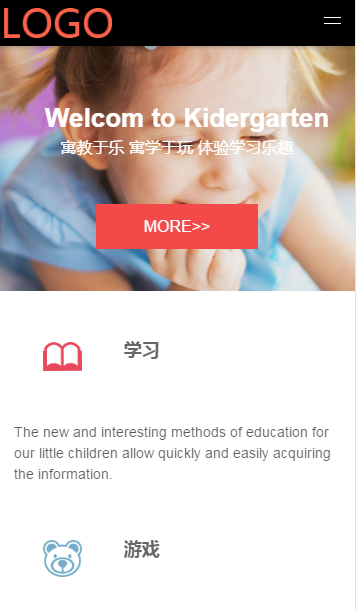 LOGO
Welcom to Kidergarten
寓教于乐 寓学于玩 体验学习乐趣
MORE>>
学习
The new and interesting methods of education for
our little children allow quickly and easily acquiring
the information.
游戏